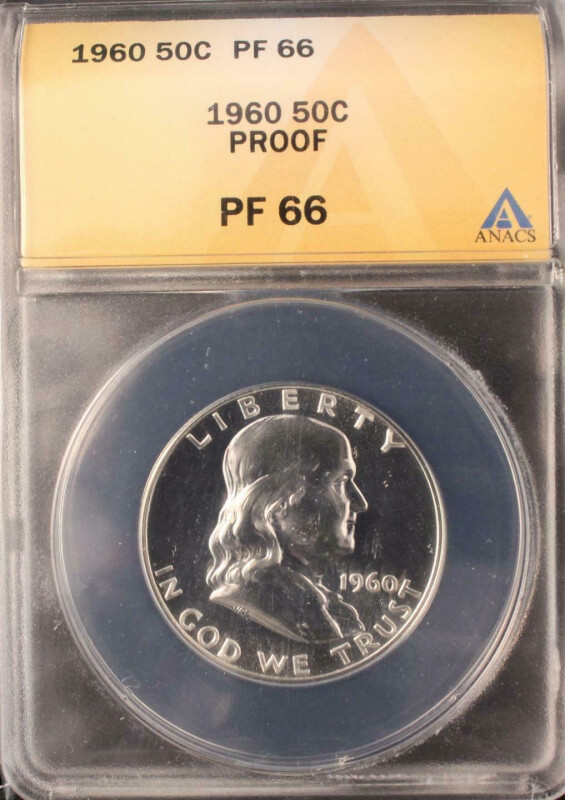 1960 50C PF 66
1960 50C
PROOF
PF 66
ANACS
LIBERTY
1960
IN GOD WE TRUST